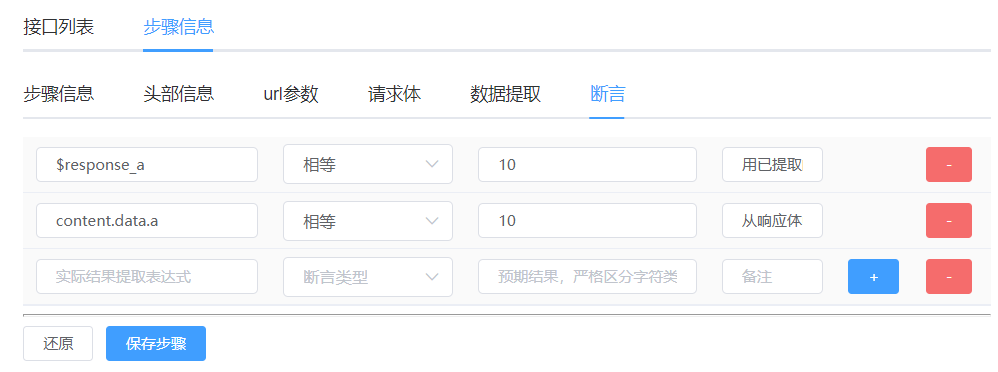 接口列表 步骤信息
步骤信息 头部信息 url参数 请求体 数据提取 断言
$response_a 相等 10 用已提取 -
content.data.a 相等 10 从响应体 -
实际结果提取表达式 断言类型 预期结果，严格区分字符类 备注 + -
还原 保存步骤